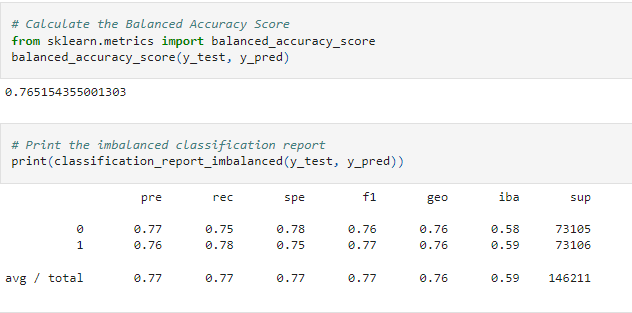 # Calculate the Balanced Accuracy Score
from sklearn.metrics import balanced_accuracy_score
balanced_accuracy_score(y_test, y_pred)
0.765154355001303
# Print the imbalanced classification report
print(classification_report_imbalanced(y_test, y_pred))
pre rec spe f1 geo iba sup
0 0.77 0.75 0.78 0.76 0.76 0.58 73105
1 0.76 0.78 0.75 0.77 0.76 0.59 73106
avg / total 0.77 0.77 0.77 0.77 0.76 0.59 146211